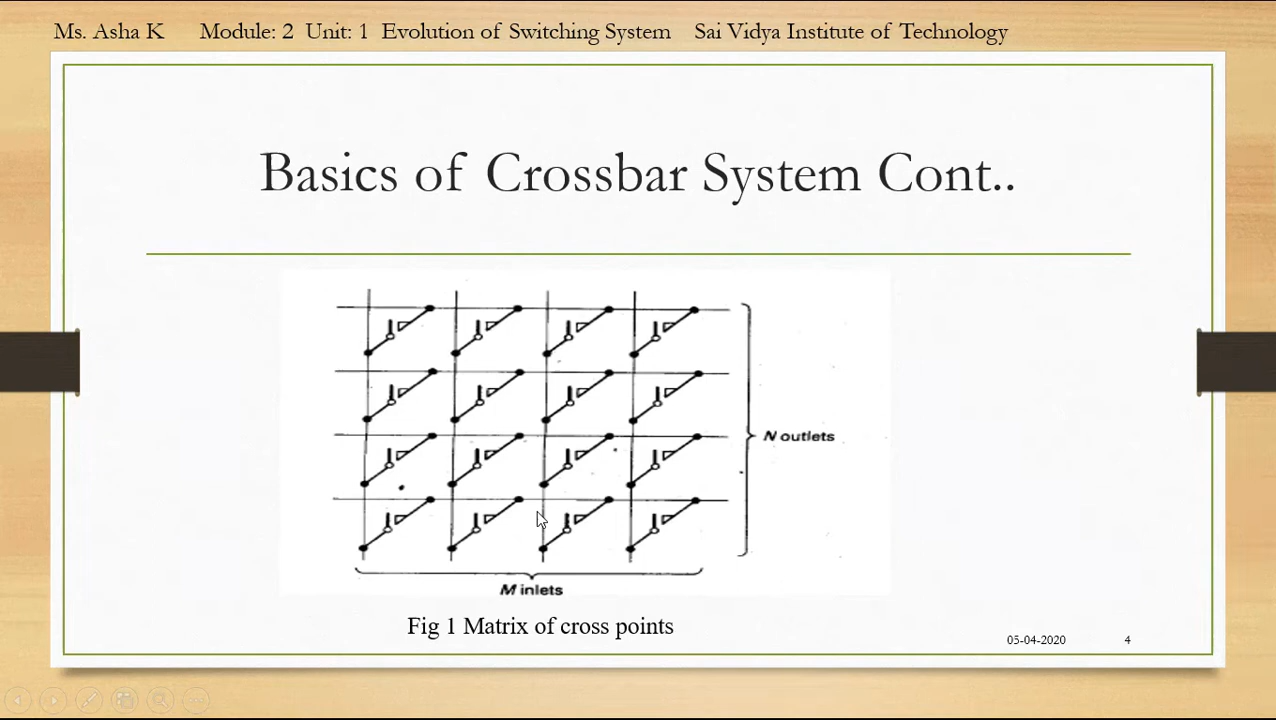 Ms. Asha K Module: 2 Unit: 1 Evolution of Switching System Sai Vidya Institute of Technology
Basics of Crossbar System Cont..
N outlets
M inlets
Fig 1 Matrix of cross points
05-04-2020 4